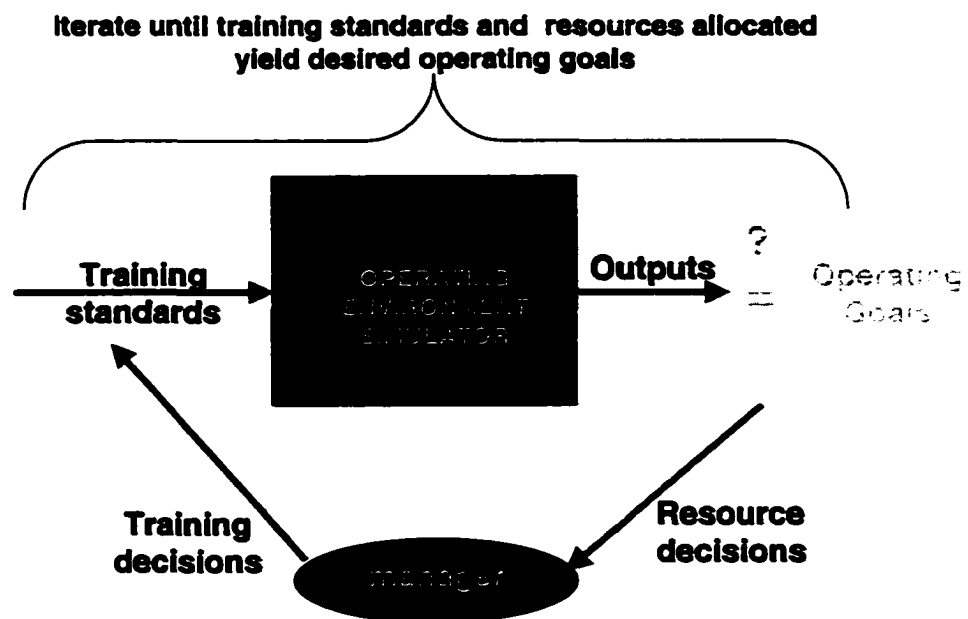 Iterate until training standards and resources allocated
yield desired operating goals
Training
standards
OPERATING
ENVIRONMENT
SIMULATOR
Outputs
?
=
Operating
Goals
Training
decisions
manager
Resource
decisions